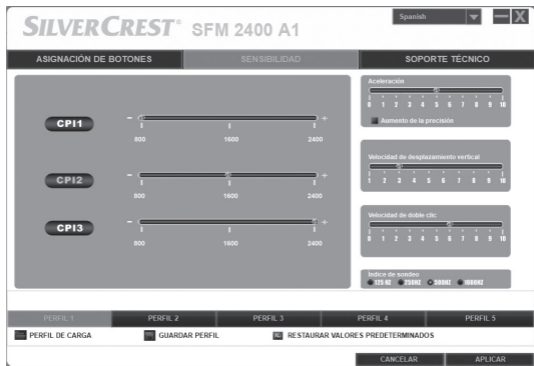 SILVERCREST® SFM 2400 A1
Spanish
ASIGNACIÓN DE BOTONES SENSIBILIDAD SOPORTE TÉCNICO
CPI1
- +
800 1600 2400
CPI2
- +
800 1600 2400
CPI3
- +
800 1600 2400
Aceleración
0 1 2 3 4 5 6 7 8 9 10
Aumento de la precisión
Velocidad de desplazamiento vertical
1 2 3 4 5 6 7 8 9 10
Velocidad de doble clic
0 1 2 3 4 5 6 7 8 9 10
Índice de sondeo
125 HZ 250HZ 500HZ 1000HZ
PERFIL 1 PERFIL 2 PERFIL 3 PERFIL 4 PERFIL 5
PERFIL DE CARGA GUARDAR PERFIL RESTAURAR VALORES PREDETERMINADOS
CANCELAR APLICAR